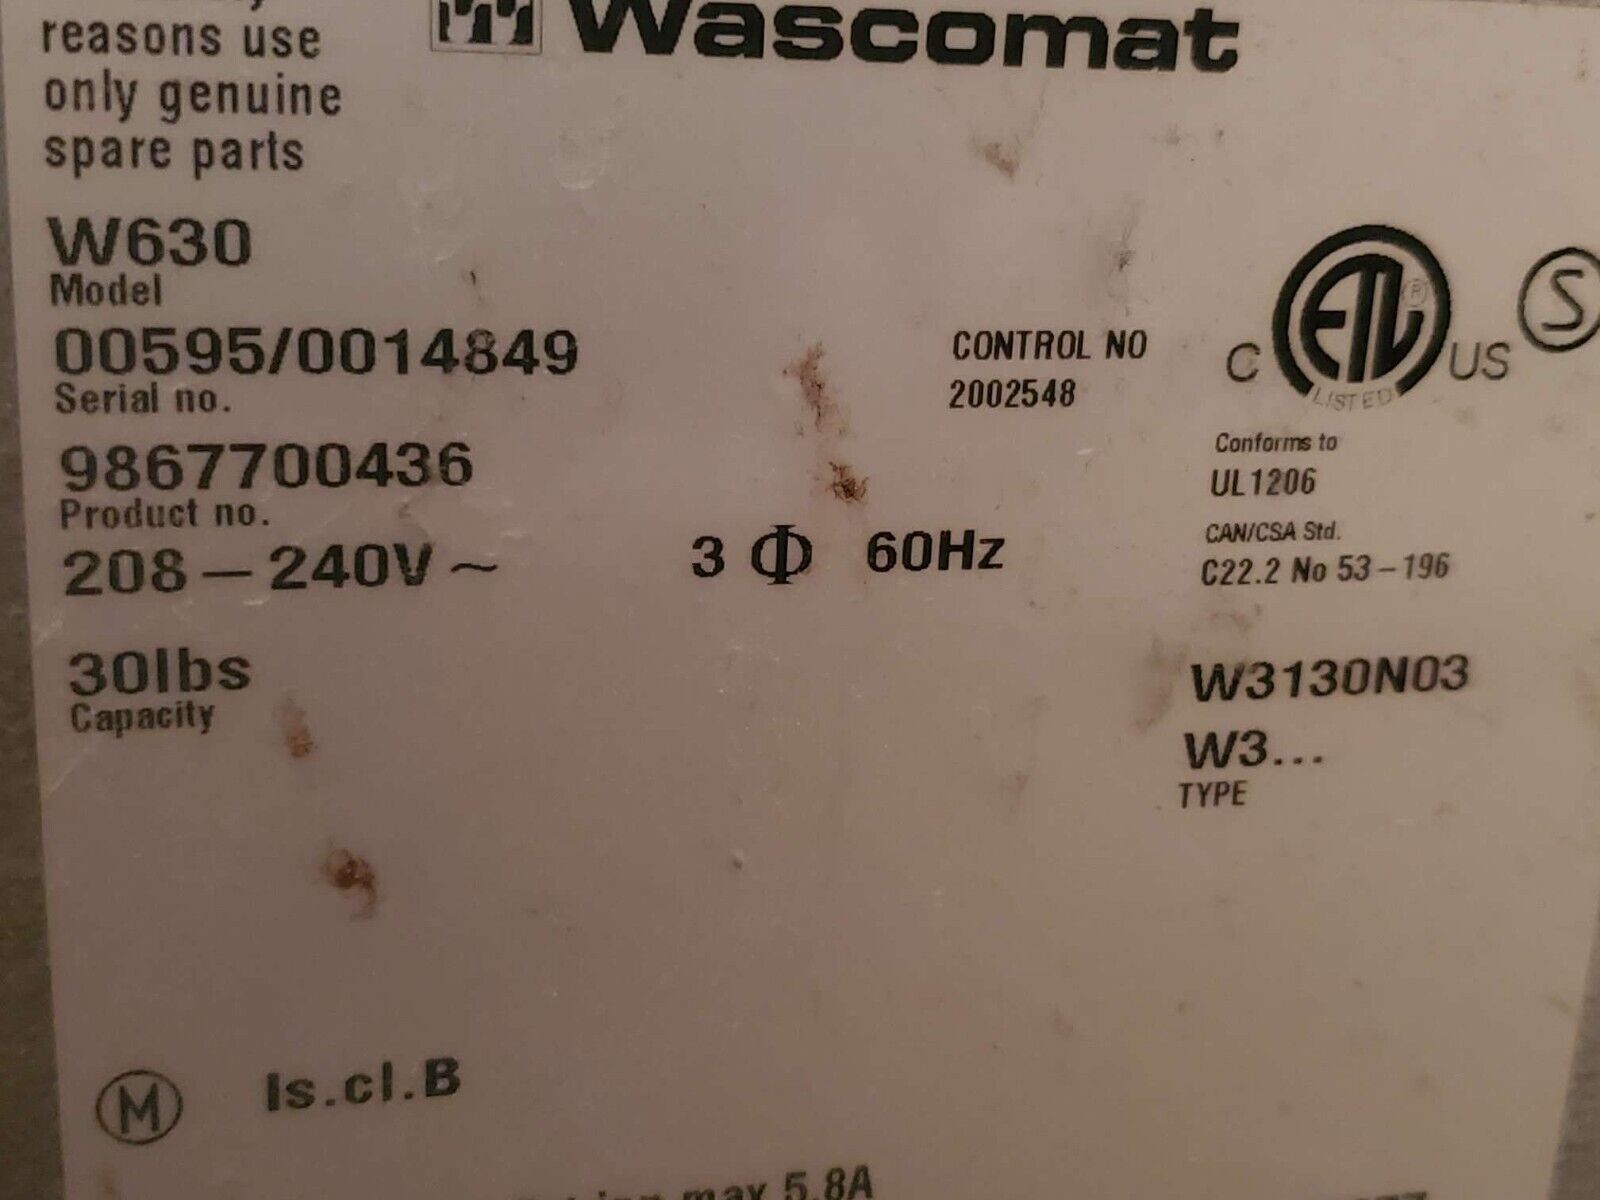 reasons use
only genuine
spare parts
Wascomat
W630
Model
00595/0014849
Serial no.
9867700436
Product no.
208-240V~ 3 Φ 60Hz
30lbs
Capacity
CONTROL NO
2002548
C ETL US
LISTED
S
Conforms to
UL1206
CAN/CSA Std.
C22.2 No 53-196
W3130N03
W3...
TYPE
M Is.cl.B
max 5.8A